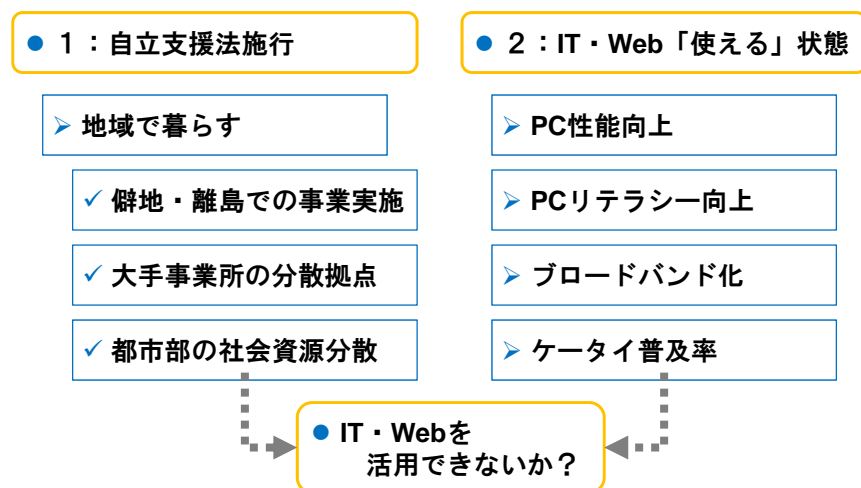 ● １：自立支援法施行
➢ 地域で暮らす
✓ 僻地・離島での事業実施
✓ 大手事業所の分散拠点
✓ 都市部の社会資源分散
● ２：IT・Web「使える」状態
➢ PC性能向上
➢ PCリテラシー向上
➢ ブロードバンド化
➢ ケータイ普及率
● IT・Webを
活用できないか？